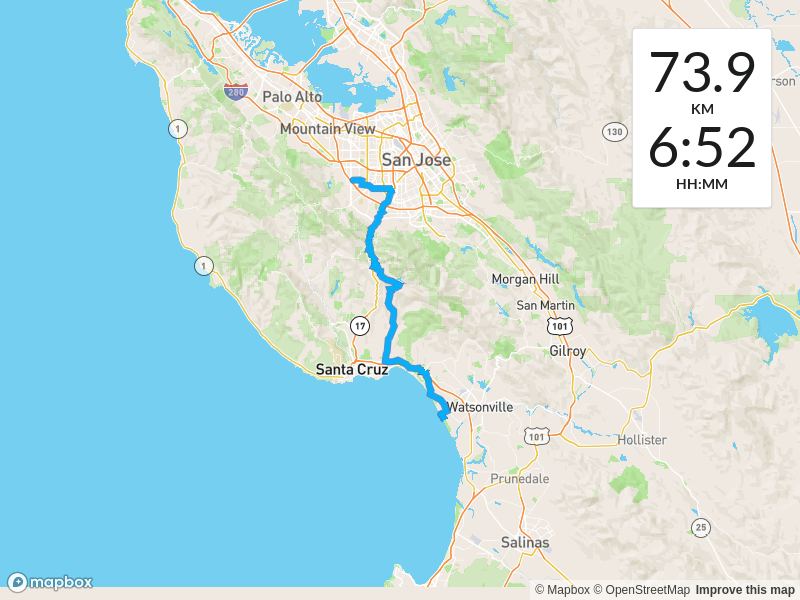 73.9
KM
6:52
HH:MM
280
Palo Alto
1
Mountain View
130
erson
San Jose
1
Morgan Hill
San Martin
17
101
Gilroy
Santa Cruz
Watsonville
101
Hollister
Prunedale
25
Salinas
mapbox
© Mapbox © OpenStreetMap Improve this map